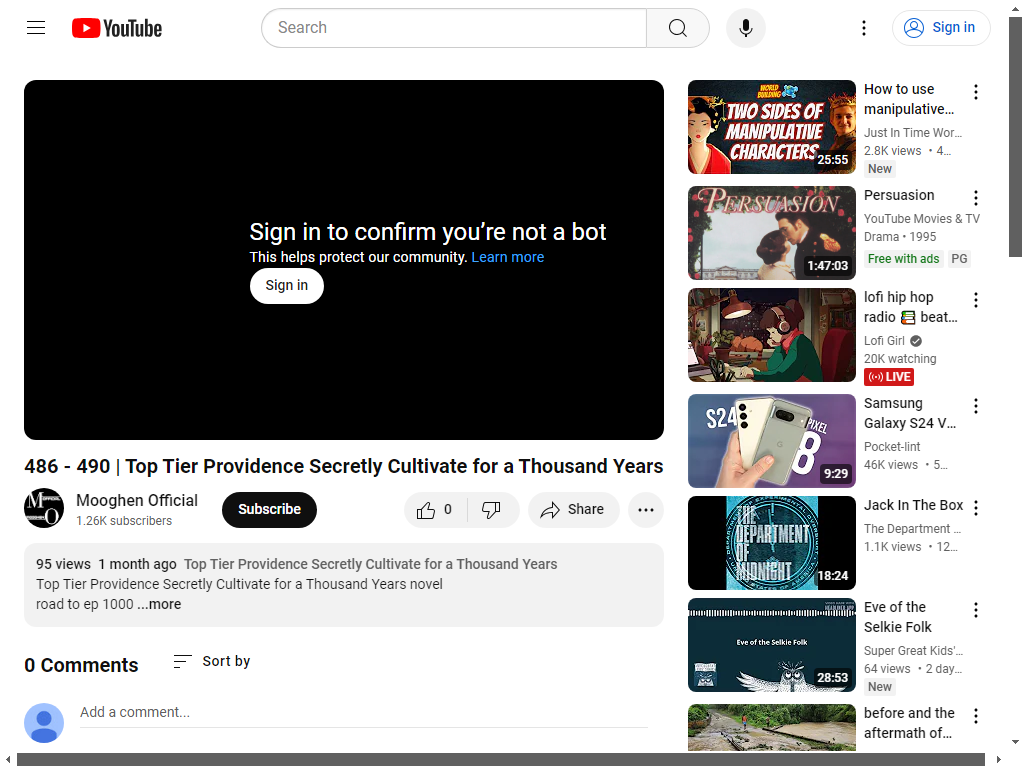 YouTube
Search
Sign in
Sign in to confirm you’re not a bot
This helps protect our community. Learn more
Sign in
486 - 490 | Top Tier Providence Secretly Cultivate for a Thousand Years
Mooghen Official
1.26K subscribers
Subscribe
0
Share
95 views 1 month ago Top Tier Providence Secretly Cultivate for a Thousand Years
Top Tier Providence Secretly Cultivate for a Thousand Years novel
road to ep 1000 ...more
0 Comments
Sort by
Add a comment...
WORLD
BUILDING
TWO SIDES OF
MANIPULATIVE
CHARACTERS
25:55
How to use
manipulative...
Just In Time Wor...
2.8K views • 4...
New
PERSUASION
1:47:03
Persuasion
YouTube Movies & TV
Drama • 1995
Free with ads PG
lofi hip hop
radio 📚 beat...
Lofi Girl
20K watching
LIVE
S24
PIXEL
8
9:29
Samsung
Galaxy S24 V...
Pocket-lint
46K views • 5...
THE
DEPARTMENT
OF
MIDNIGHT
18:24
Jack In The Box
The Department ...
1.1K views • 12...
Eve of the Selkie Folk
28:53
Eve of the
Selkie Folk
Super Great Kids'...
64 views • 2 day...
New
before and the
aftermath of...